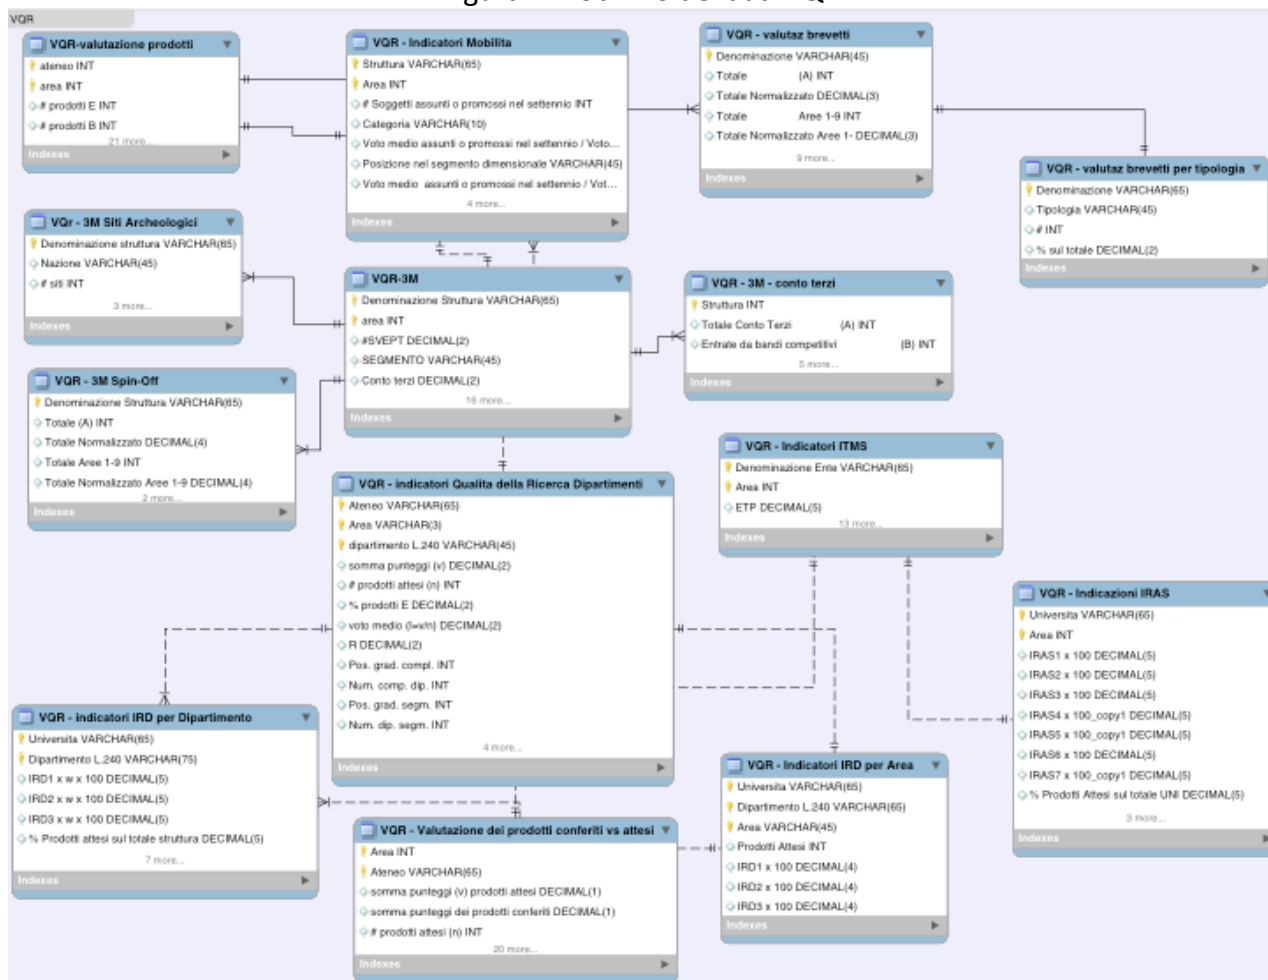 VQR
VQR-valutazione prodotti
ateneo INT
area INT
# prodotti E INT
# prodotti B INT
21 more...
Indexes
VQR - Indicatori Mobilita
Struttura VARCHAR(65)
Area INT
# Soggetti assunti o promossi nel settennio INT
Categoria VARCHAR(10)
Voto medio assunti o promossi nel settennio / Voto...
Posizione nel segmento dimensionale VARCHAR(45)
Voto medio assunti o promossi nel settennio / Vot...
4 more...
Indexes
VQR - valutaz brevetti
Denominazione VARCHAR(45)
Totale (A) INT
Totale Normalizzato DECIMAL(3)
Totale Aree 1-9 INT
Totale Normalizzato Aree 1- DECIMAL(3)
9 more...
Indexes
VQR - valutaz brevetti per tipologia
Denominazione VARCHAR(65)
Tipologia VARCHAR(45)
# INT
% sul totale DECIMAL(2)
Indexes
VQr - 3M Siti Archeologici
Denominazione struttura VARCHAR(65)
Nazione VARCHAR(45)
# siti INT
3 more...
Indexes
VQR-3M
Denominazione Struttura VARCHAR(65)
area INT
#SVEPT DECIMAL(2)
SEGMENTO VARCHAR(45)
Conto terzi DECIMAL(2)
16 more...
Indexes
VQR - 3M - conto terzi
Struttura INT
Totale Conto Terzi (A) INT
Entrate da bandi competitivi (B) INT
5 more...
Indexes
VQR - 3M Spin-Off
Denominazione Struttura VARCHAR(65)
Totale (A) INT
Totale Normalizzato DECIMAL(4)
Totale Aree 1-9 INT
Totale Normalizzato Aree 1-9 DECIMAL(4)
2 more...
Indexes
VQR - indicatori Qualita della Ricerca Dipartimenti
Ateneo VARCHAR(65)
Area VARCHAR(3)
dipartimento L.240 VARCHAR(45)
somma punteggi (v) DECIMAL(2)
# prodotti attesi (n) INT
% prodotti E DECIMAL(2)
voto medio (I=v/n) DECIMAL(2)
R DECIMAL(2)
Pos. grad. compl. INT
Num. comp. dip. INT
Pos. grad. segm. INT
Num. dip. segm. INT
4 more...
Indexes
VQR - Indicatori ITMS
Denominazione Ente VARCHAR(65)
Area INT
ETP DECIMAL(5)
13 more...
Indexes
VQR - Indicazioni IRAS
Universita VARCHAR(65)
Area INT
IRAS1 x 100 DECIMAL(5)
IRAS2 x 100 DECIMAL(5)
IRAS3 x 100 DECIMAL(5)
IRAS4 x 100_copy1 DECIMAL(5)
IRAS5 x 100_copy1 DECIMAL(5)
IRAS6 x 100 DECIMAL(5)
IRAS7 x 100_copy1 DECIMAL(5)
% Prodotti Attesi sul totale UNI DECIMAL(5)
3 more...
Indexes
VQR - indicatori IRD per Dipartimento
Universita VARCHAR(65)
Dipartimento L.240 VARCHAR(75)
IRD1 x w x 100 DECIMAL(5)
IRD2 x w x 100 DECIMAL(5)
IRD3 x w x 100 DECIMAL(5)
% Prodotti attesi sul totale struttura DECIMAL(5)
7 more...
Indexes
VQR - Indicatori IRD per Area
Universita VARCHAR(65)
Dipartimento L.240 VARCHAR(65)
Area VARCHAR(45)
Prodotti Attesi INT
IRD1 x 100 DECIMAL(4)
IRD2 x 100 DECIMAL(4)
IRD3 x 100 DECIMAL(4)
Indexes
VQR - Valutazione dei prodotti conferiti vs attesi
Area INT
Ateneo VARCHAR(65)
somma punteggi (v) prodotti attesi DECIMAL(1)
somma punteggi dei prodotti conferiti DECIMAL(1)
# prodotti attesi (n) INT
20 more...
Indexes